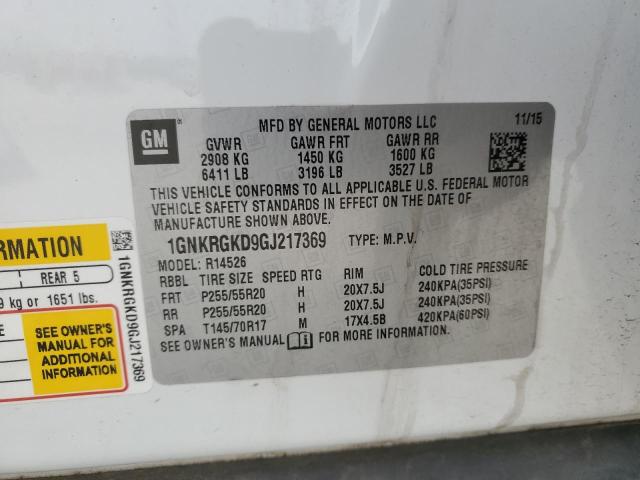 GM
MFD BY GENERAL MOTORS LLC
11/15
GVWR GAWR FRT GAWR RR
2908 KG 1450 KG 1600 KG
6411 LB 3196 LB 3527 LB
THIS VEHICLE CONFORMS TO ALL APPLICABLE U.S. FEDERAL MOTOR
VEHICLE SAFETY STANDARDS IN EFFECT ON THE DATE OF
MANUFACTURE SHOWN ABOVE.
1GNKRGKD9GJ217369 TYPE: M.P.V.
MODEL: R14526
RBBL TIRE SIZE SPEED RTG RIM COLD TIRE PRESSURE
FRT P255/55R20 H 20X7.5J 240KPA(35PSI)
RR P255/55R20 H 20X7.5J 240KPA(35PSI)
SPA T145/70R17 M 17X4.5B 420KPA(60PSI)
SEE OWNER'S MANUAL FOR MORE INFORMATION.
RMATION
REAR 5
9 kg or 1651 lbs.
SEE OWNER'S
MANUAL FOR
ADDITIONAL
INFORMATION
1GNKRGKD9GJ217369